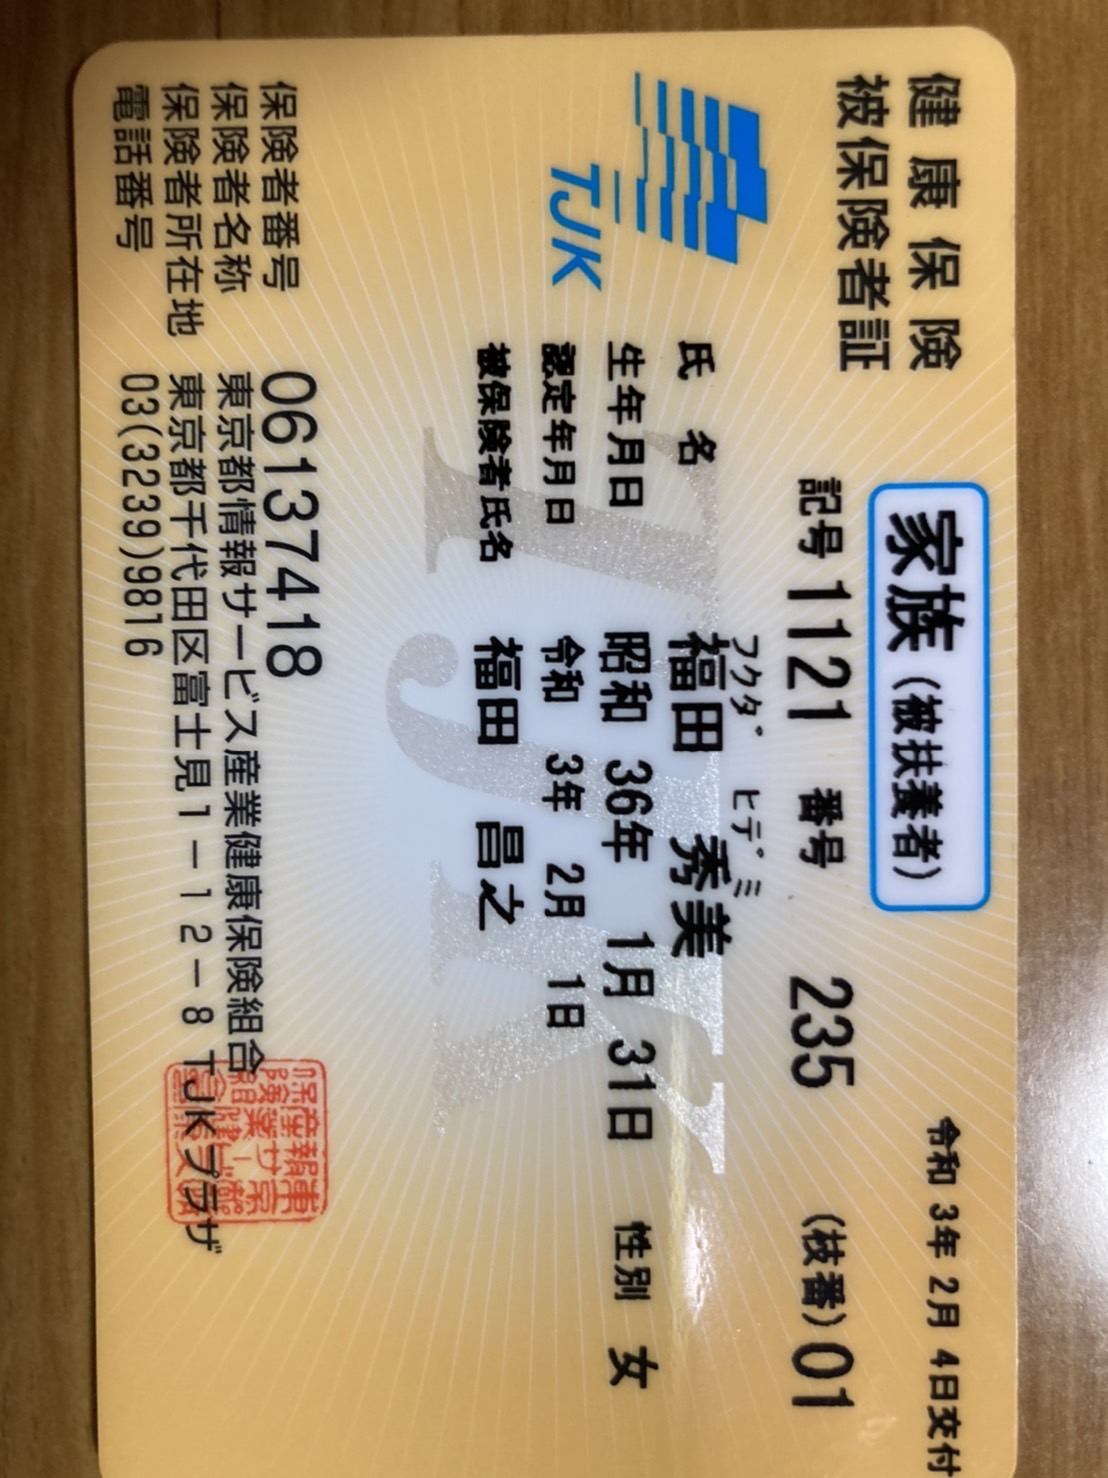 健康保険
被保険者証
家族(被扶養者)
令和 3年 2月 4日交付
TJK
記号 1121 番号 235 (枝番)01
フクダ ヒデミ
氏名 福田 秀美
生年月日 昭和 36年 1月 31日 性別 女
認定年月日 令和 3年 2月 1日
被保険者氏名 福田 昌之
TJK
保険者番号 06137418
保険者名称 東京都情報サービス産業健康保険組合
保険者所在地 東京都千代田区富士見1-12-8 TJKプラザ
電話番号 03(3239)9816